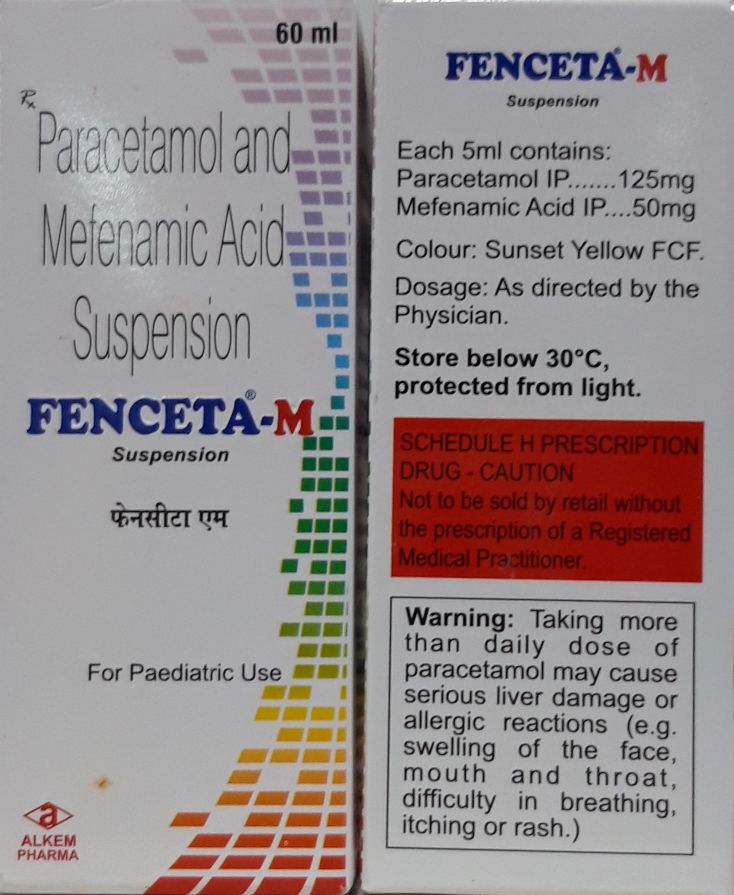 60 ml
Rx
Paracetamol and
Mefenamic Acid
Suspension
FENCETA®-M
Suspension
फेनसीटा एम
For Paediatric Use
a
ALKEM
PHARMA
FENCETA®-M
Suspension
Each 5ml contains:
Paracetamol IP.......125mg
Mefenamic Acid IP....50mg
Colour: Sunset Yellow FCF.
Dosage: As directed by the
Physician.
Store below 30°C,
protected from light.
SCHEDULE H PRESCRIPTION
DRUG - CAUTION
Not to be sold by retail without
the prescription of a Registered
Medical Practitioner.
Warning: Taking more
than daily dose of
paracetamol may cause
serious liver damage or
allergic reactions (e.g.
swelling of the face,
mouth and throat,
difficulty in breathing,
itching or rash.)